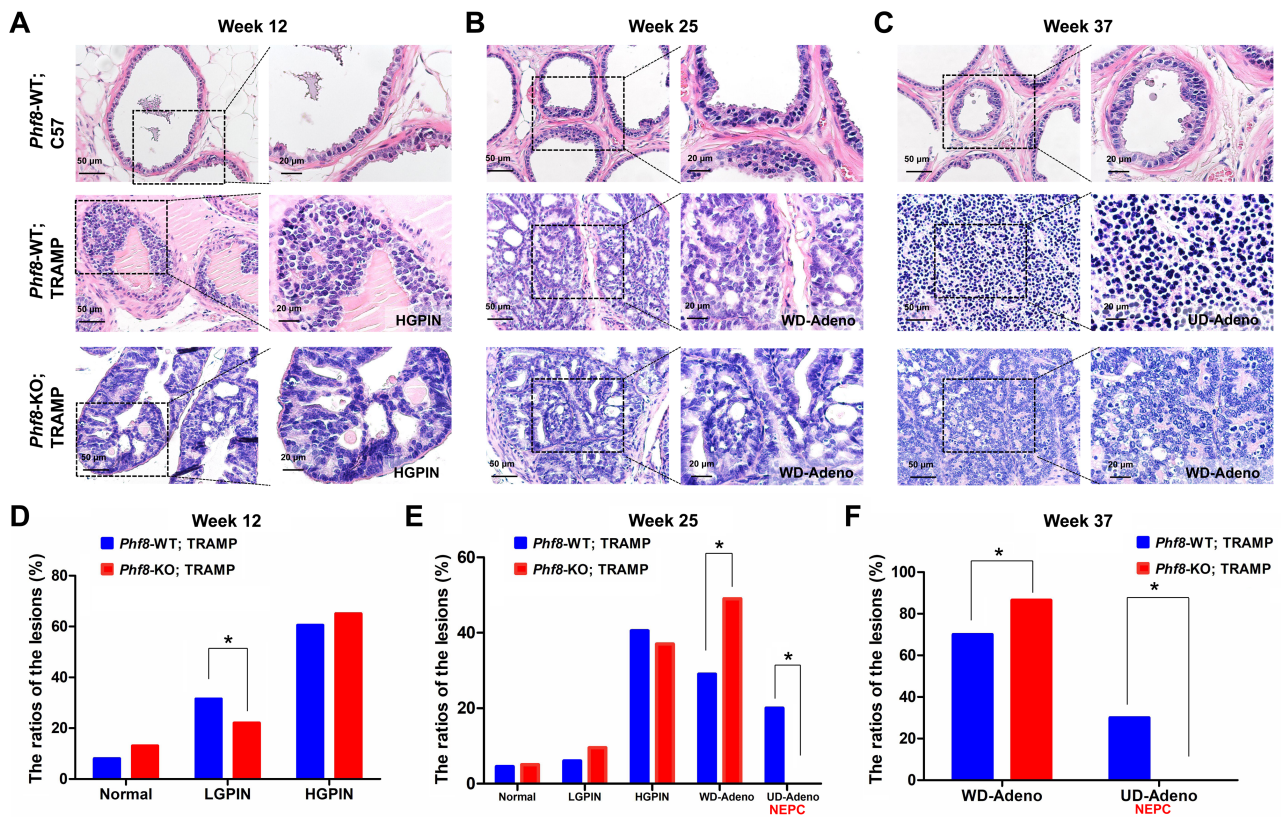 A
Week 12
B
Week 25
C
Week 37
Phf8-WT;
C57
50 µm
20 µm
50 µm
20 µm
50 µm
20 µm
Phf8-WT;
TRAMP
50 µm
20 µm
HGPIN
50 µm
20 µm
WD-Adeno
50 µm
20 µm
UD-Adeno
Phf8-KO;
TRAMP
50 µm
20 µm
HGPIN
50 µm
20 µm
WD-Adeno
50 µm
20 µm
WD-Adeno
D
Week 12
Phf8-WT; TRAMP
Phf8-KO; TRAMP
The ratios of the lesions (%)
80
60
40
20
0
*
Normal
LGPIN
HGPIN
E
Week 25
Phf8-WT; TRAMP
Phf8-KO; TRAMP
The ratios of the lesions (%)
60
40
20
0
*
*
Normal
LGPIN
HGPIN
WD-Adeno
UD-Adeno
NEPC
F
Week 37
Phf8-WT; TRAMP
Phf8-KO; TRAMP
The ratios of the lesions (%)
100
80
60
40
20
0
*
*
WD-Adeno
UD-Adeno
NEPC